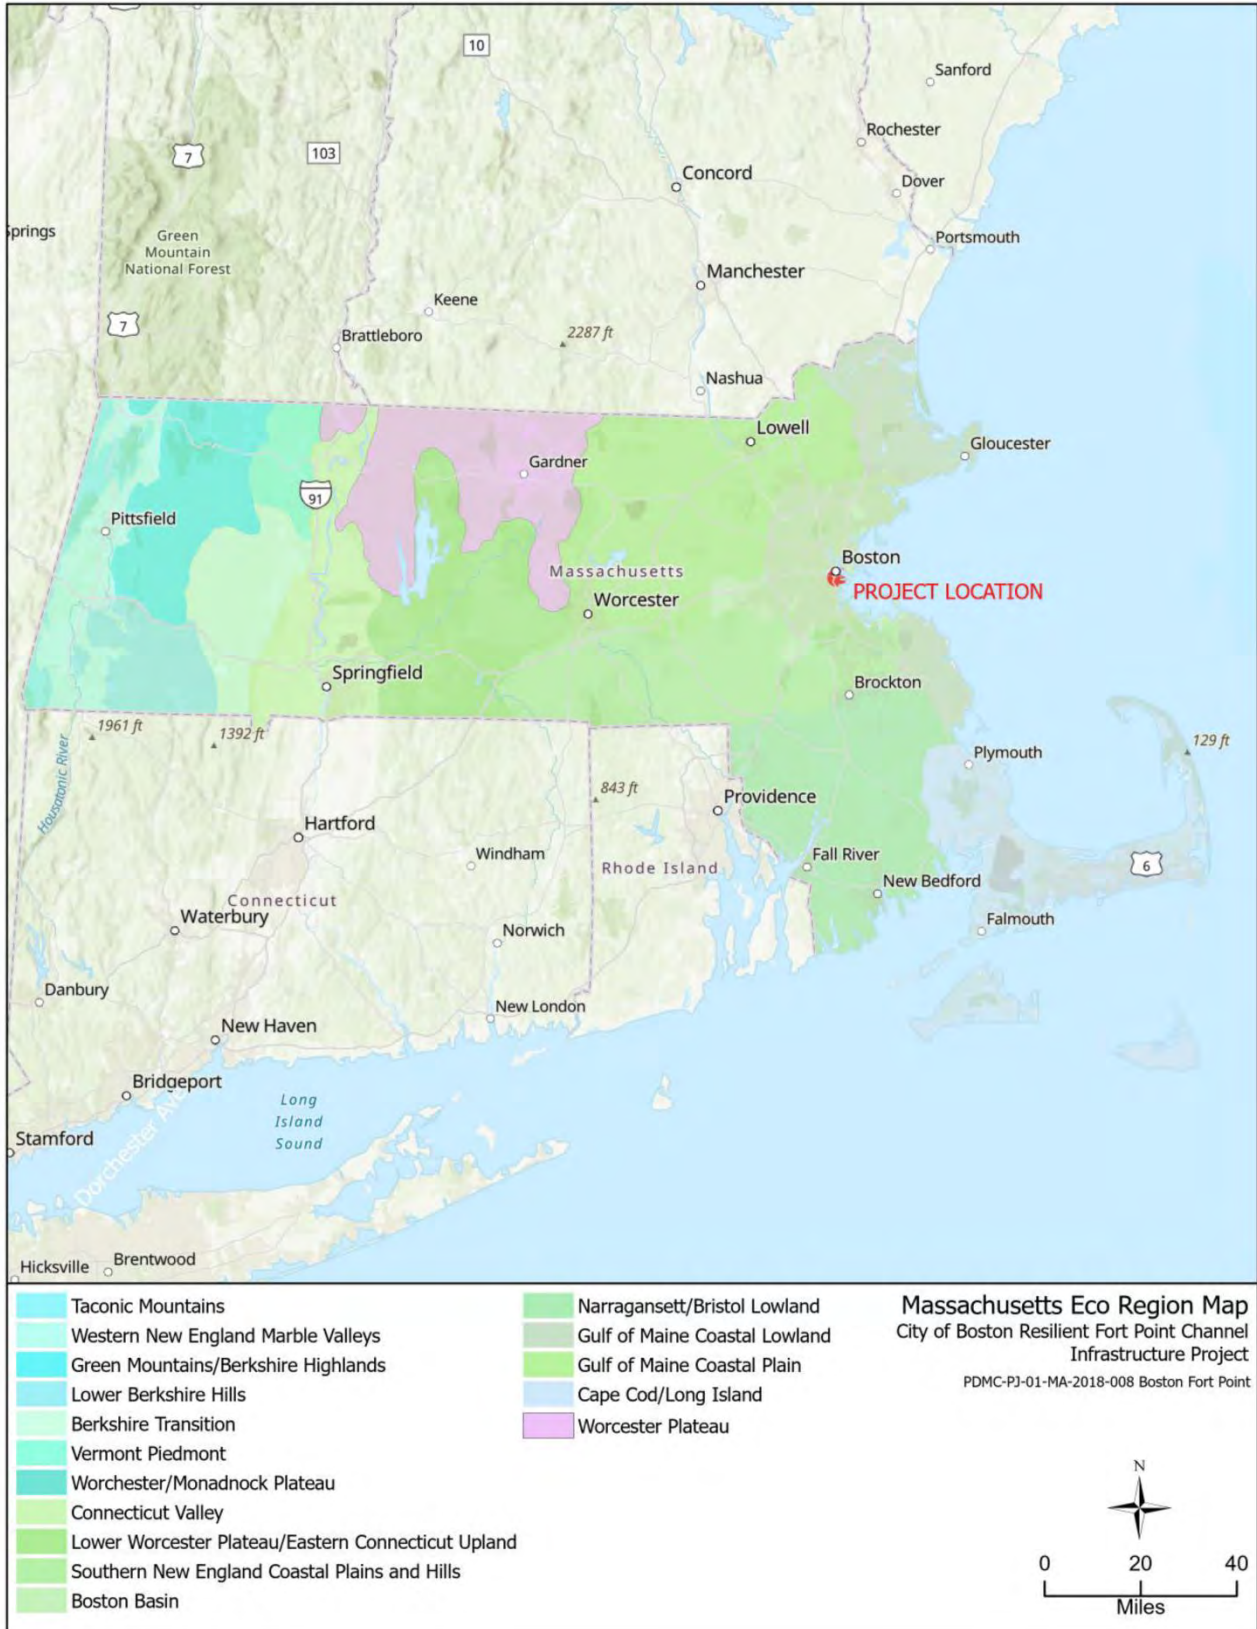 10
Sanford
Rochester
7
103
Concord
Dover
Springs
Green
Mountain
National Forest
Portsmouth
Manchester
Keene
7
Brattleboro
2287 ft
Nashua
Lowell
Gloucester
Gardner
91
Pittsfield
Boston
Massachusetts
PROJECT LOCATION
Worcester
Springfield
Brockton
1961 ft
1392 ft
129 ft
Plymouth
Housatonic River
843 ft
Providence
Hartford
Windham
Fall River
Rhode Island
6
New Bedford
Connecticut
Waterbury
Falmouth
Norwich
Danbury
New London
New Haven
Bridgeport
Long
Island
Sound
Stamford
Dorchester Ave
Brentwood
Hicksville
Taconic Mountains
Western New England Marble Valleys
Green Mountains/Berkshire Highlands
Lower Berkshire Hills
Berkshire Transition
Vermont Piedmont
Worchester/Monadnock Plateau
Connecticut Valley
Lower Worcester Plateau/Eastern Connecticut Upland
Southern New England Coastal Plains and Hills
Boston Basin
Narragansett/Bristol Lowland
Gulf of Maine Coastal Lowland
Gulf of Maine Coastal Plain
Cape Cod/Long Island
Worcester Plateau
Massachusetts Eco Region Map
City of Boston Resilient Fort Point Channel
Infrastructure Project
PDMC-PJ-01-MA-2018-008 Boston Fort Point
N
0 20 40
Miles